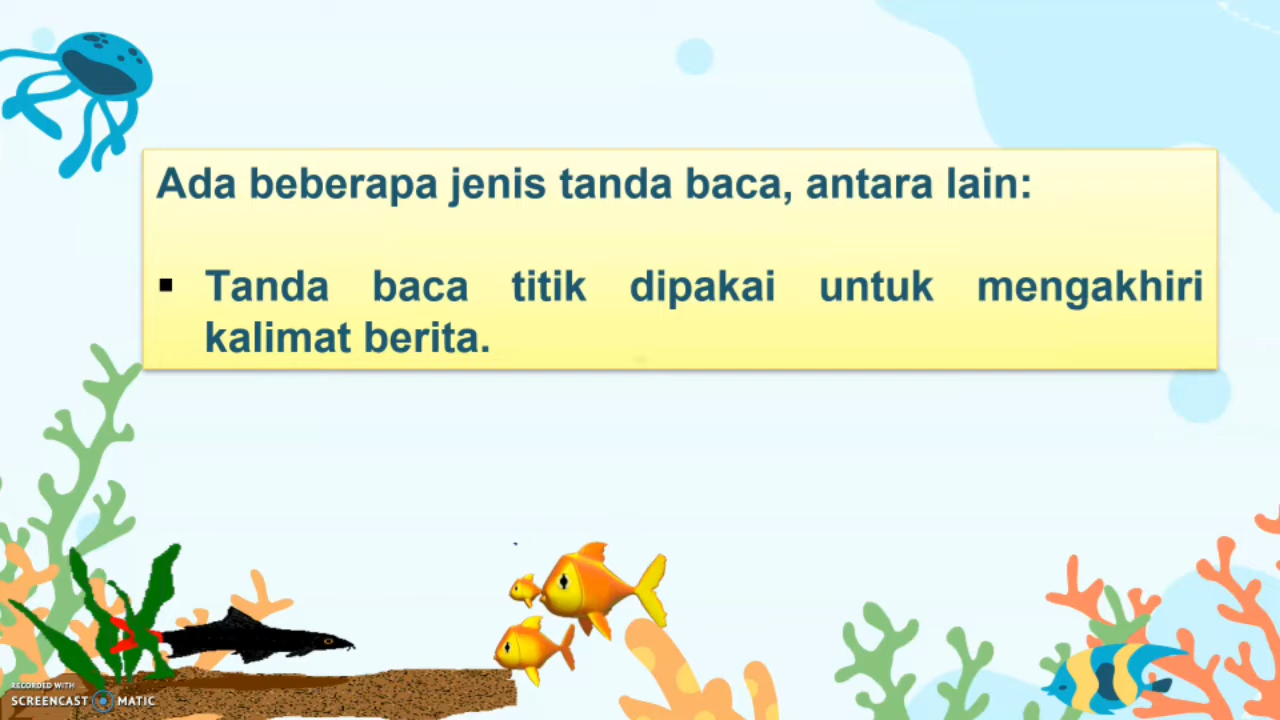 Ada beberapa jenis tanda baca, antara lain:
▪ Tanda baca titik dipakai untuk mengakhiri
kalimat berita.
RECORDED WITH
SCREENCAST MATIC